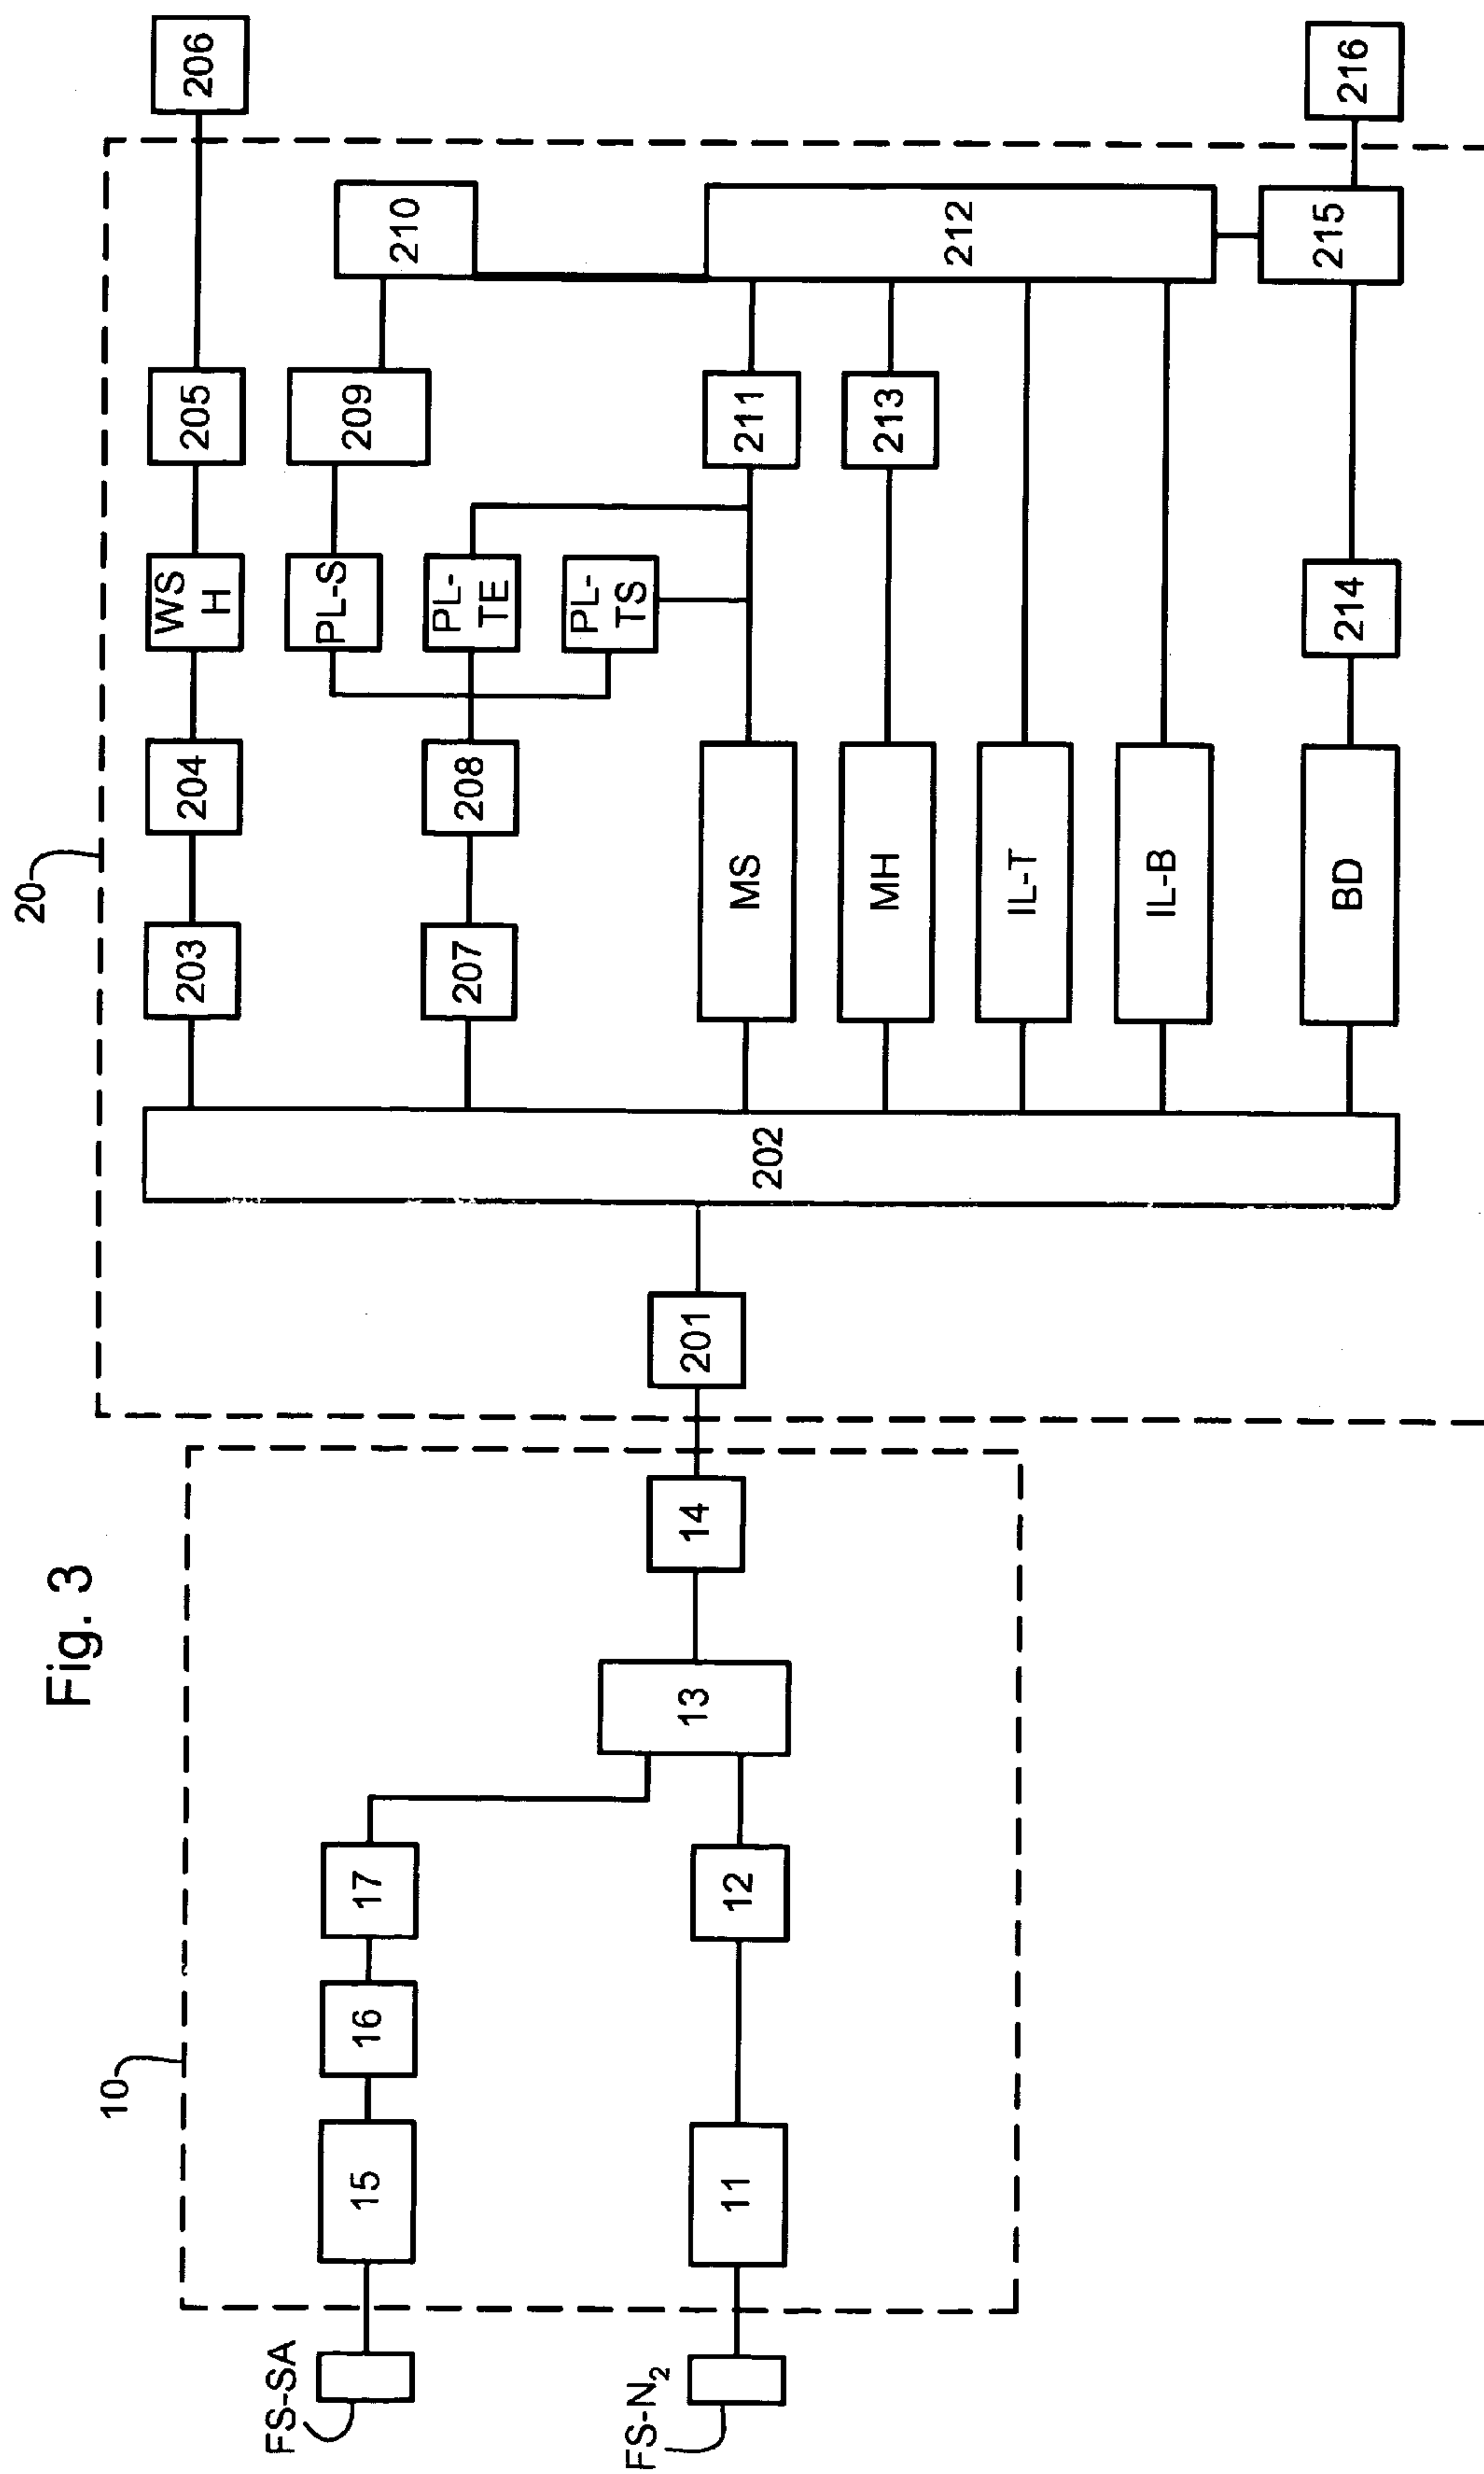 Fig. 3
10
20
FS-SA
15
16
17
FS-N₂
11
12
13
14
201
202
203
204
WS
H
205
206
207
208
PL-S
209
210
PL-
TE
PL-
TS
MS
211
212
MH
213
IL-T
IL-B
BD
214
215
216